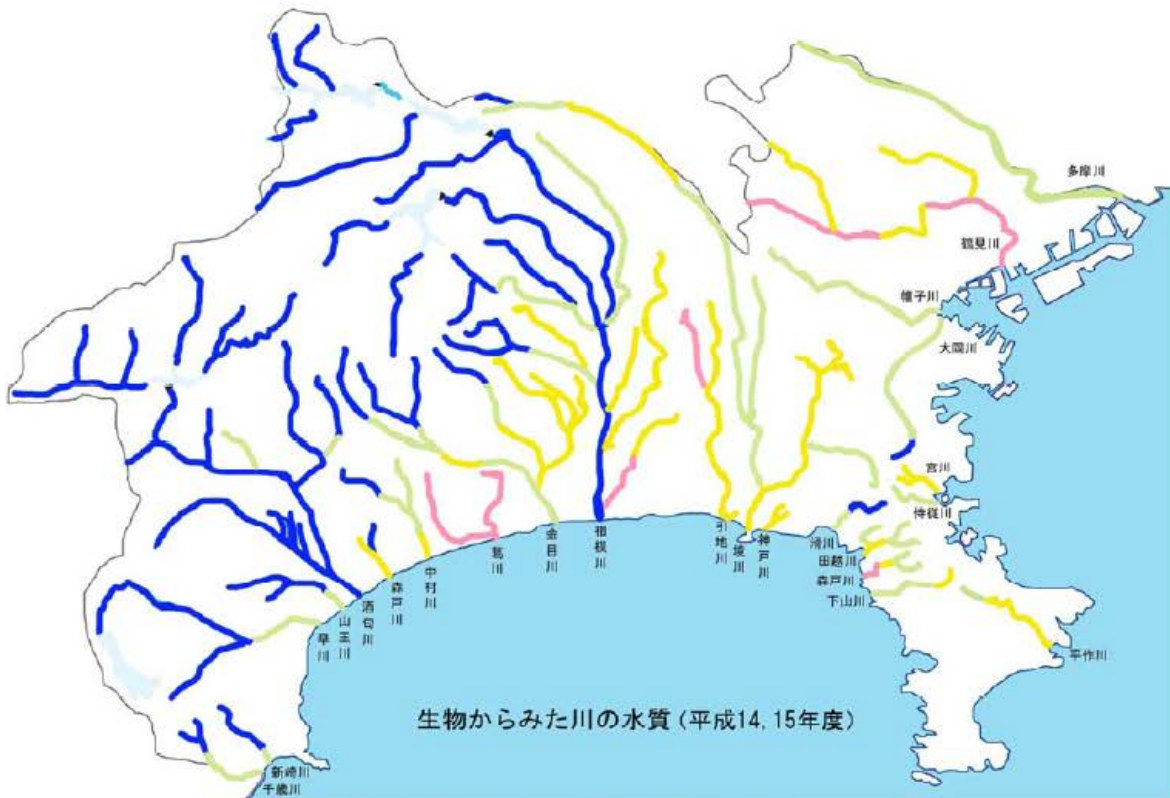 多摩川
鶴見川
帷子川
大岡川
宮川
侍従川
金目川
相模川
引地川
境川
神戸川
滑川
田越川
森戸川
下山川
葛川
中村川
森戸川
酒匂川
山王川
早川
平作川
生物からみた川の水質(平成14,15年度)
新崎川
千歳川